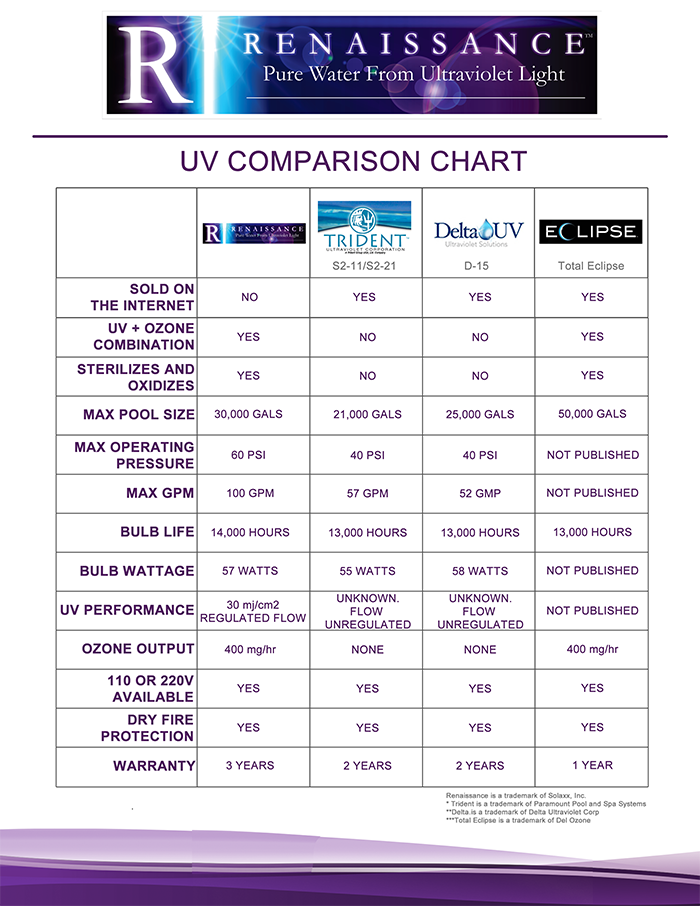 R RENAISSANCE™
Pure Water From Ultraviolet Light
UV COMPARISON CHART
R RENAISSANCE
Pure Water From Ultraviolet Light
TRIDENT
ULTRAVIOLET CORPORATION
S2-11/S2-21
DeltaUV
Ultraviolet Solutions
D-15
ECLIPSE
Total Eclipse
SOLD ON
THE INTERNET
NO YES YES YES
UV + OZONE
COMBINATION
YES NO NO YES
STERILIZES AND
OXIDIZES
YES NO NO YES
MAX POOL SIZE 30,000 GALS 21,000 GALS 25,000 GALS 50,000 GALS
MAX OPERATING
PRESSURE
60 PSI 40 PSI 40 PSI NOT PUBLISHED
MAX GPM 100 GPM 57 GPM 52 GMP NOT PUBLISHED
BULB LIFE 14,000 HOURS 13,000 HOURS 13,000 HOURS 13,000 HOURS
BULB WATTAGE 57 WATTS 55 WATTS 58 WATTS NOT PUBLISHED
UV PERFORMANCE
30 mj/cm2
REGULATED FLOW
UNKNOWN.
FLOW
UNREGULATED
UNKNOWN.
FLOW
UNREGULATED
NOT PUBLISHED
OZONE OUTPUT 400 mg/hr NONE NONE 400 mg/hr
110 OR 220V
AVAILABLE
YES YES YES YES
DRY FIRE
PROTECTION
YES YES YES YES
WARRANTY 3 YEARS 2 YEARS 2 YEARS 1 YEAR
Renaissance is a trademark of Solaxx, Inc.
* Trident is a trademark of Paramount Pool and Spa Systems
**Delta is a trademark of Delta Ultraviolet Corp
***Total Eclipse is a trademark of Del Ozone